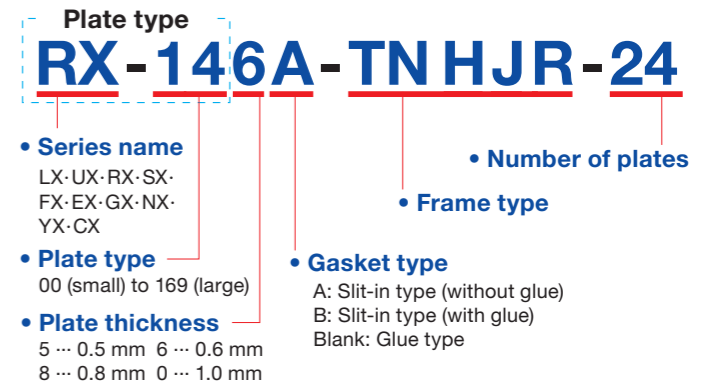 Plate type
RX-146A-TNHJR-24
• Series name
LX·UX·RX·SX·
FX·EX·GX·NX·
YX·CX
• Plate type
00 (small) to 169 (large)
• Plate thickness
5 ··· 0.5 mm 6 ··· 0.6 mm
8 ··· 0.8 mm 0 ··· 1.0 mm
• Gasket type
A: Slit-in type (without glue)
B: Slit-in type (with glue)
Blank: Glue type
• Frame type
• Number of plates